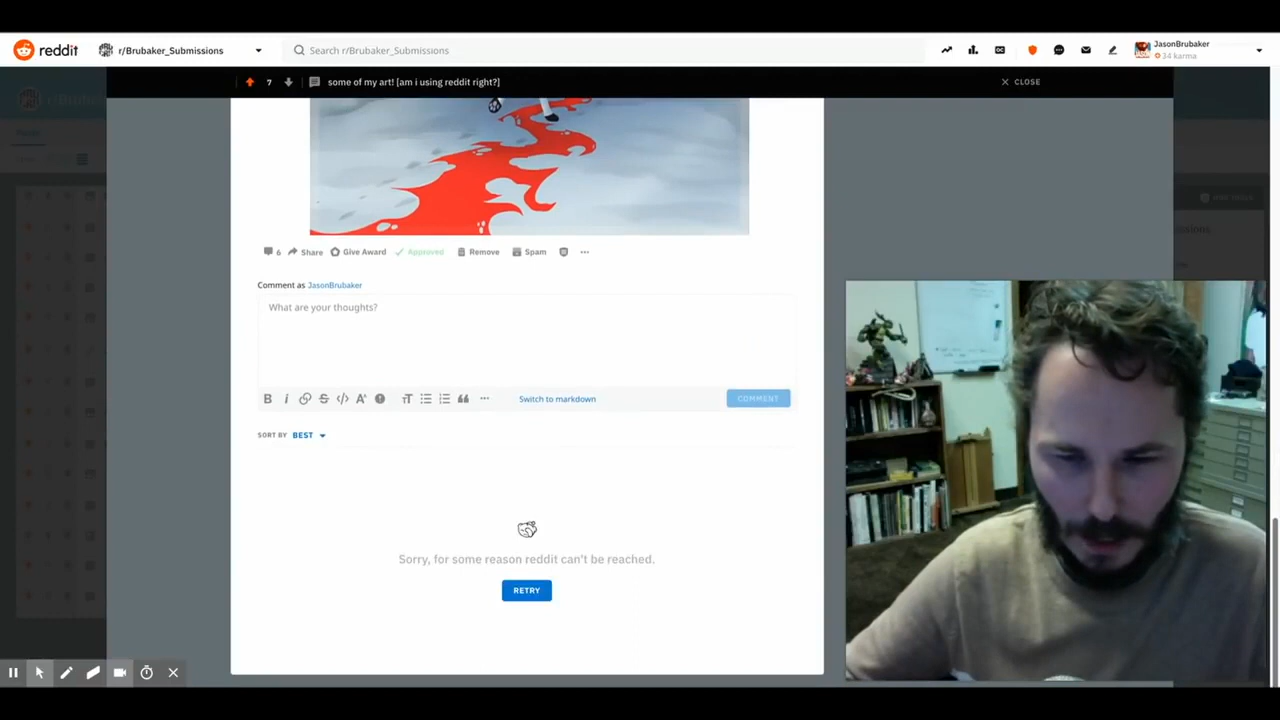 reddit
r/Brubaker_Submissions
Search r/Brubaker_Submissions
JasonBrubaker
34 karma
7
some of my art! [am i using reddit right?]
CLOSE
6
Share
Give Award
Approved
Remove
Spam
Comment as JasonBrubaker
What are your thoughts?
Switch to markdown
COMMENT
SORT BY BEST
Sorry, for some reason reddit can't be reached.
RETRY